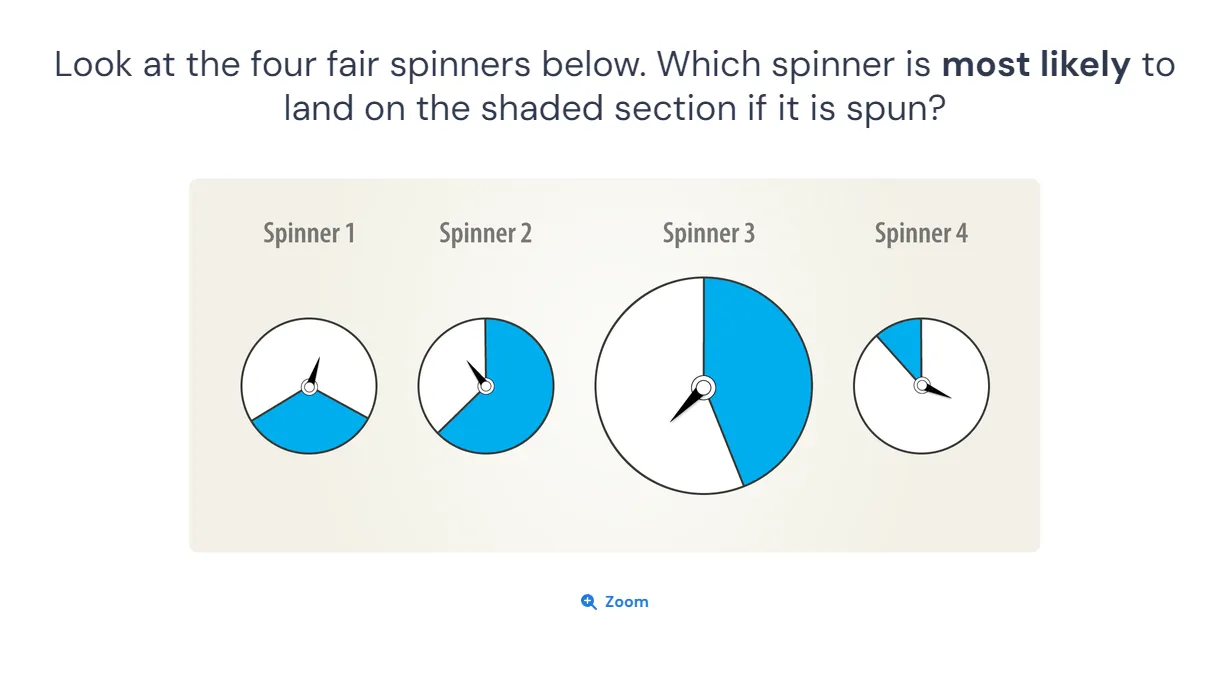 Look at the four fair spinners below. Which spinner is most likely to
land on the shaded section if it is spun?
Spinner 1
Spinner 2
Spinner 3
Spinner 4
Zoom